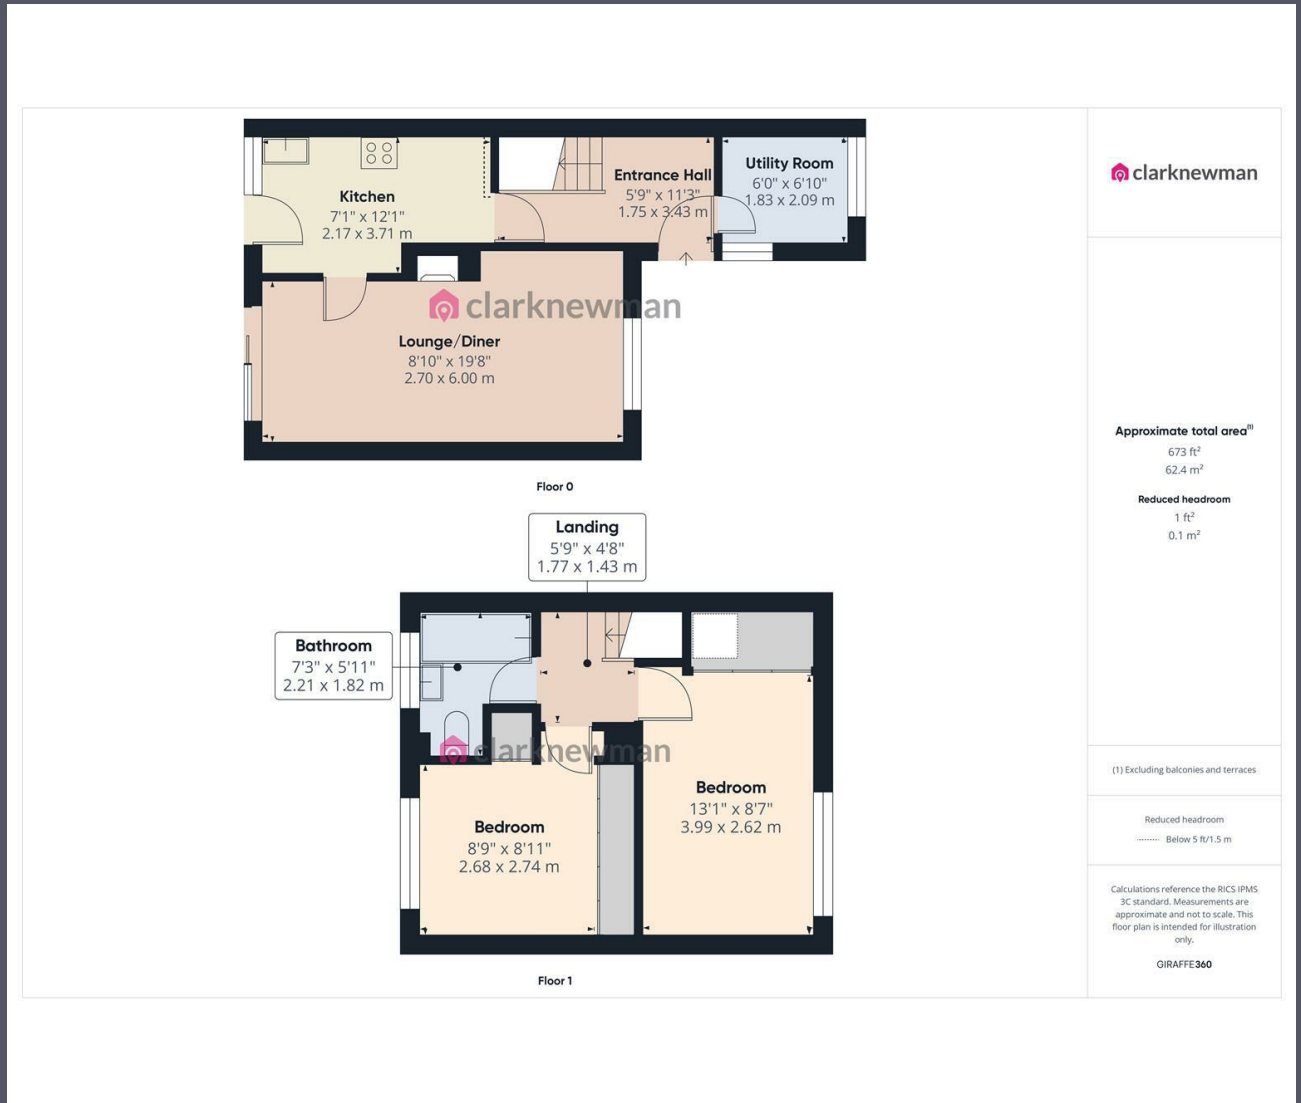 Kitchen
7'1" x 12'1"
2.17 x 3.71 m
Entrance Hall
5'9" x 11'3"
1.75 x 3.43 m
Utility Room
6'0" x 6'10"
1.83 x 2.09 m
clarknewman
Lounge/Diner
8'10" x 19'8"
2.70 x 6.00 m
Floor 0
Landing
5'9" x 4'8"
1.77 x 1.43 m
Bathroom
7'3" x 5'11"
2.21 x 1.82 m
clarknewman
Bedroom
13'1" x 8'7"
3.99 x 2.62 m
Bedroom
8'9" x 8'11"
2.68 x 2.74 m
Floor 1
clarknewman
Approximate total area(1)
673 ft²
62.4 m²
Reduced headroom
1 ft²
0.1 m²
(1) Excluding balconies and terraces
Reduced headroom
Below 5 ft/1.5 m
Calculations reference the RICS IPMS
3C standard. Measurements are
approximate and not to scale. This
floor plan is intended for illustration
only.
GIRAFFE360